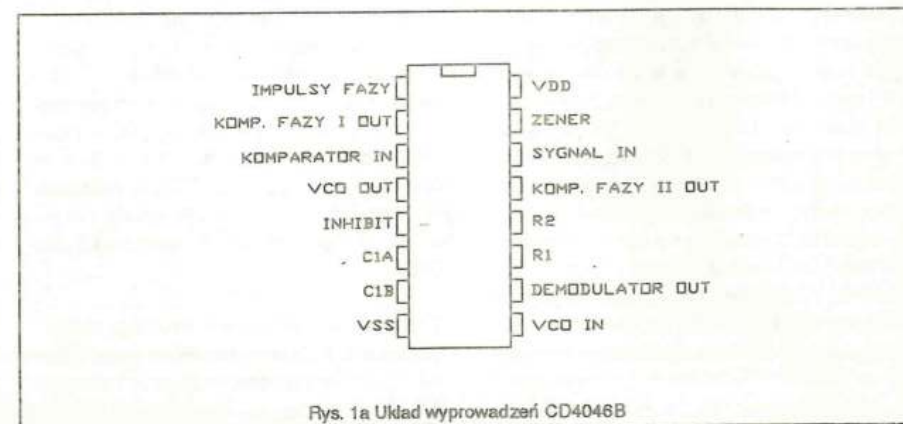 IMPULSY FAZY
VDD
KOMP. FAZY I OUT
ZENER
KOMPARATOR IN
SYGNAL IN
VCO OUT
KOMP. FAZY II OUT
INHIBIT
R2
C1A
R1
C1B
DEMODULATOR OUT
VSS
VCO IN
Rys. 1a Układ wyprowadzeń CD4046B